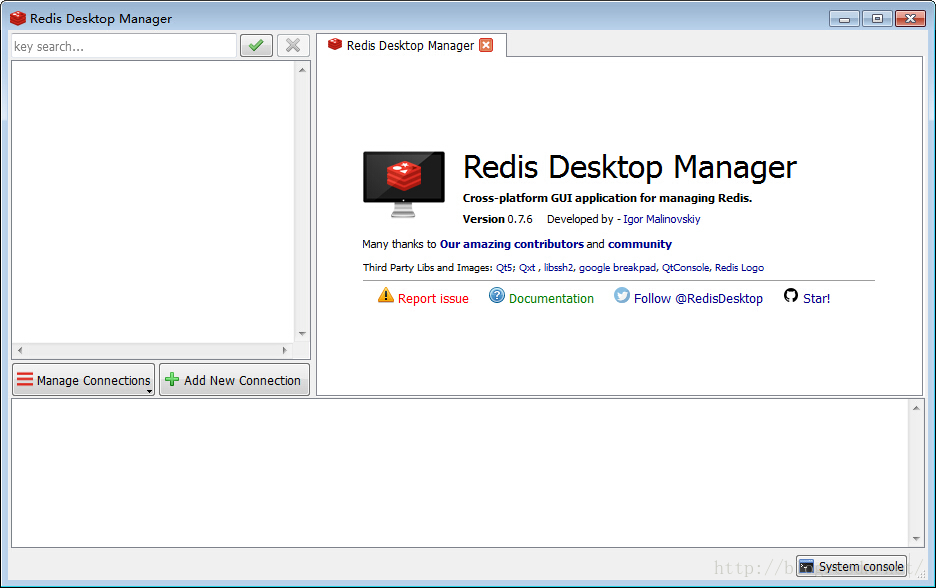 Redis Desktop Manager
key search...
Redis Desktop Manager
Redis Desktop Manager
Cross-platform GUI application for managing Redis.
Version 0.7.6 Developed by - Igor Malinovskiy
Many thanks to Our amazing contributors and community
Third Party Libs and Images: Qt5; Qxt , libssh2, google breakpad, QtConsole, Redis Logo
Report issue Documentation Follow @RedisDesktop Star!
Manage Connections Add New Connection
System console